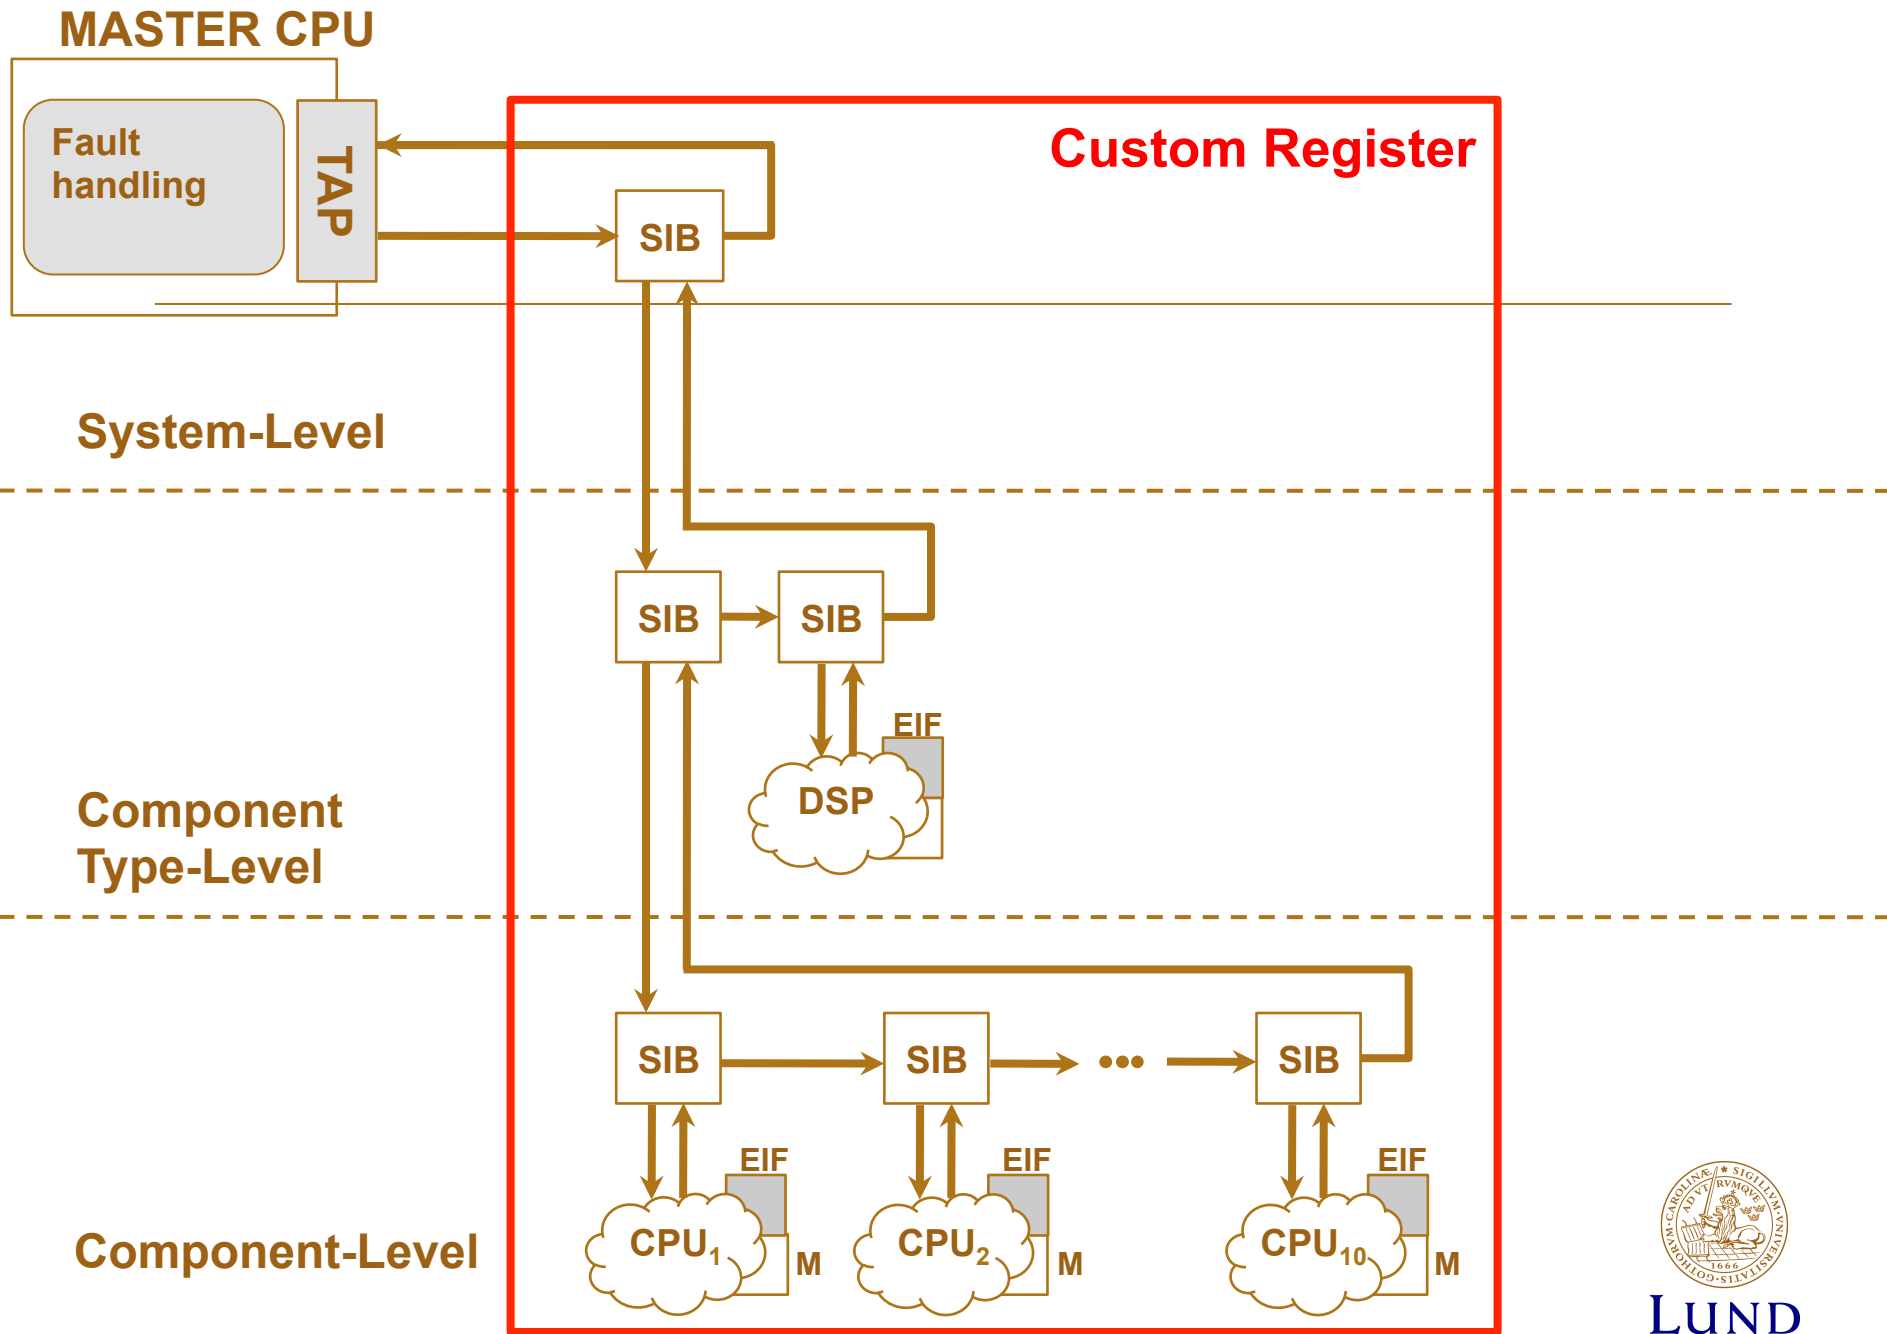 MASTER CPU
Fault
handling
TAP
Custom Register
SIB
System-Level
SIB
SIB
EIF
DSP
Component
Type-Level
SIB
SIB
•••
SIB
EIF
EIF
EIF
CPU1
M
CPU2
M
CPU10
M
Component-Level
1666
LUND